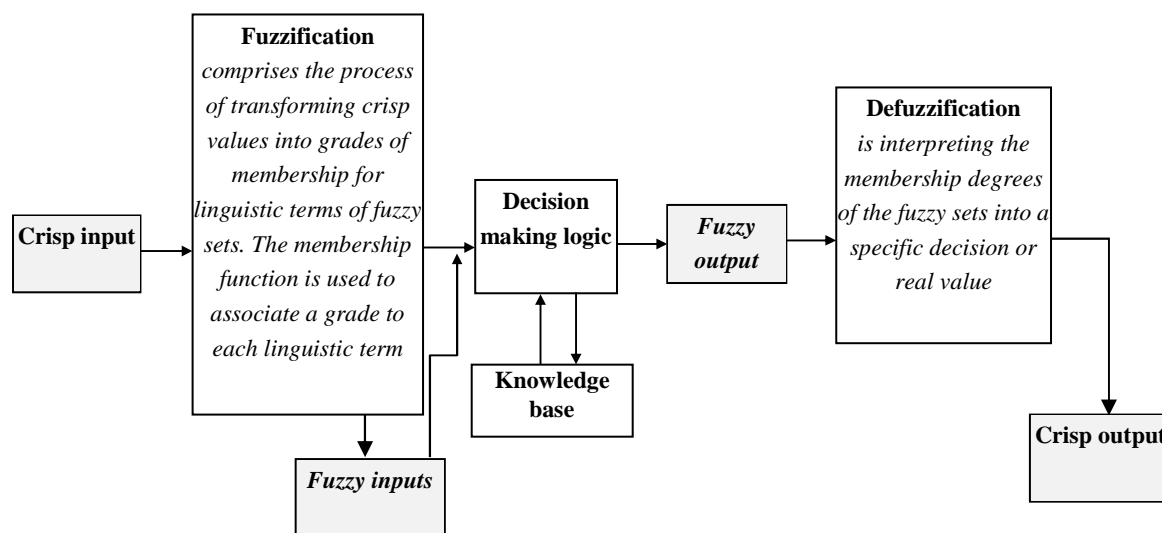 Crisp input
Fuzzification
comprises the process
of transforming crisp
values into grades of
membership for
linguistic terms of fuzzy
sets. The membership
function is used to
associate a grade to
each linguistic term
Fuzzy inputs
Decision
making logic
Knowledge
base
Fuzzy
output
Defuzzification
is interpreting the
membership degrees
of the fuzzy sets into a
specific decision or
real value
Crisp output